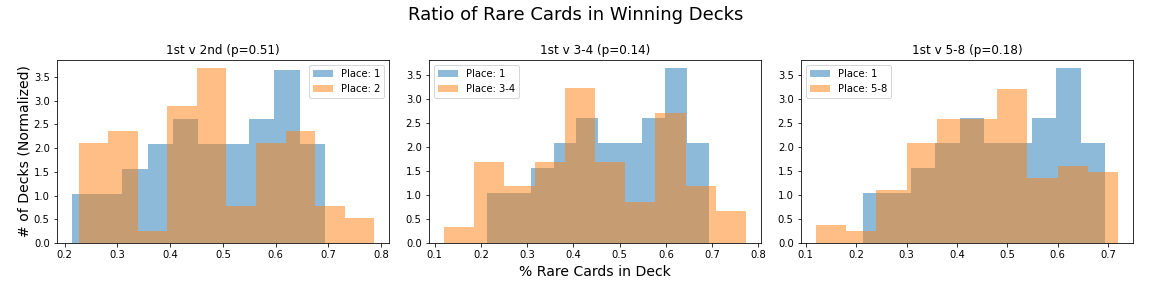 Ratio of Rare Cards in Winning Decks
1st v 2nd (p=0.51)
# of Decks (Normalized)
3.5
3.0
2.5
2.0
1.5
1.0
0.5
0.0
Place: 1
Place: 2
0.2 0.3 0.4 0.5 0.6 0.7 0.8
1st v 3-4 (p=0.14)
3.5
3.0
2.5
2.0
1.5
1.0
0.5
0.0
Place: 1
Place: 3-4
0.1 0.2 0.3 0.4 0.5 0.6 0.7 0.8
% Rare Cards in Deck
1st v 5-8 (p=0.18)
3.5
3.0
2.5
2.0
1.5
1.0
0.5
0.0
Place: 1
Place: 5-8
0.1 0.2 0.3 0.4 0.5 0.6 0.7